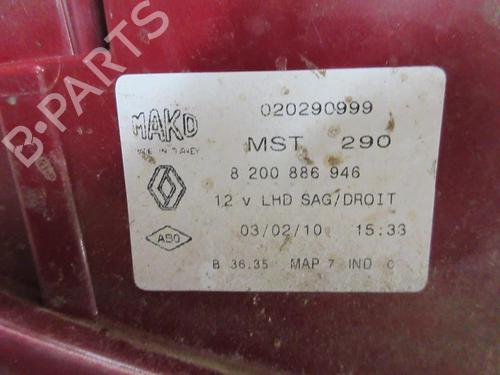 B-PARTS
MAKO
MADE IN TURKEY
020290999
MST 290
8 200 886 946
12 v LHD SAG/DROIT
ABO
03/02/10 15:33
B 36.35 MAP 7 IND C